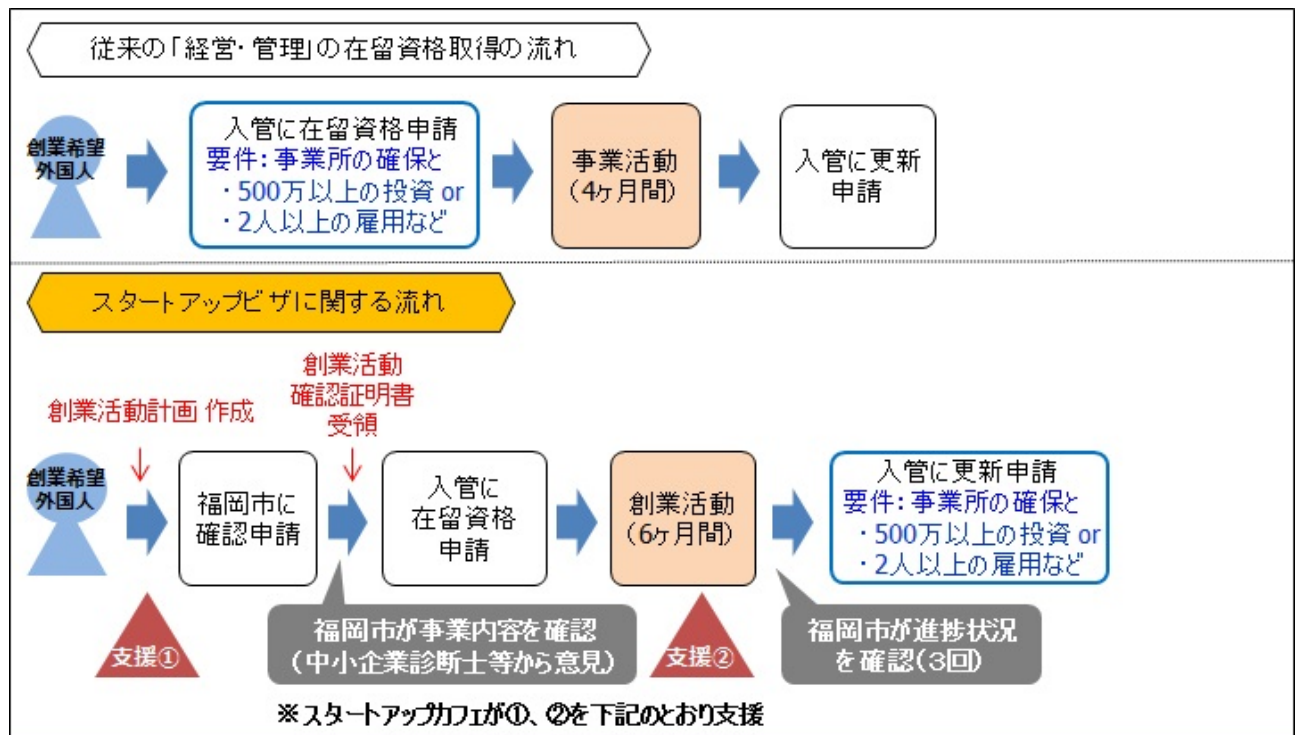 従来の「経営・管理」の在留資格取得の流れ
創業希望
外国人
入管に在留資格申請
要件：事業所の確保と
・500万以上の投資 or
・2人以上の雇用など
事業活動
（4ヶ月間）
入管に更新
申請
スタートアップビザに関する流れ
創業活動計画 作成
創業活動
確認証明書
受領
創業希望
外国人
福岡市に
確認申請
入管に
在留資格
申請
創業活動
（6ヶ月間）
入管に更新申請
要件：事業所の確保と
・500万以上の投資 or
・2人以上の雇用など
支援①
福岡市が事業内容を確認
（中小企業診断士等から意見）
支援②
福岡市が進捗状況
を確認（3回）
※スタートアップカフェが①、②を下記のとおり支援